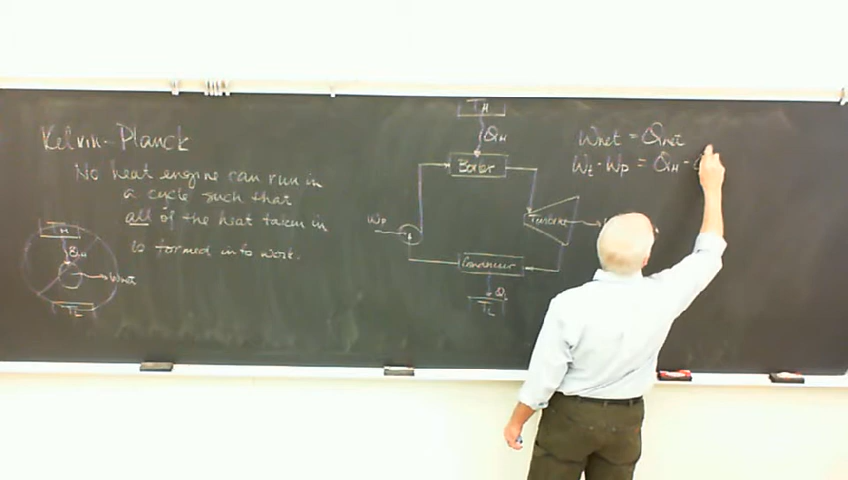 Kelvin-Planck
No heat engine can run in
a cycle such that
all of the heat taken in
is formed into work.
TH
QH
Wnet
TL
TH
QH
Boiler
WP
Turbine
Condenser
QL
TL
Wnet = Qnet
Wt - Wp = QH -